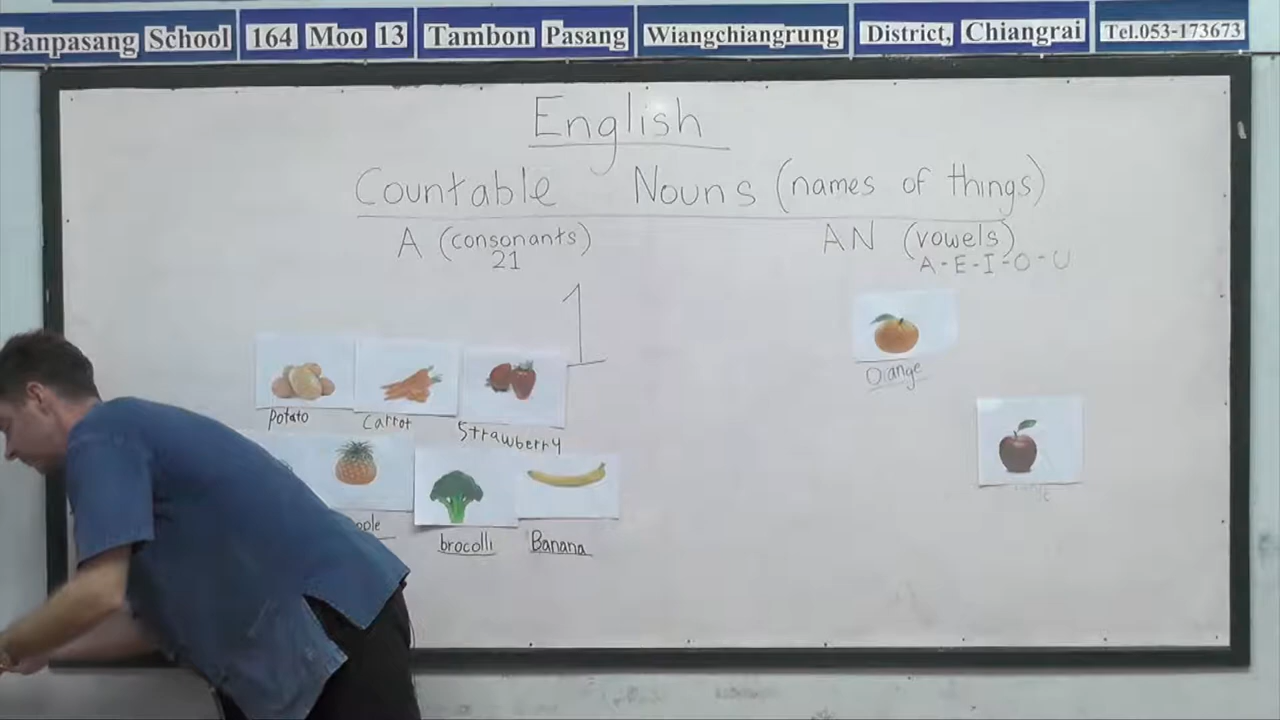 Banpasang School 164 Moo 13 Tambon Pasang Wiangchiangrung District, Chiangrai Tel.053-173673
English
Countable Nouns (names of things)
A (consonants) AN (vowels)
21 A-E-I-O-U
1
Orange
Potato Carrot Strawberry
brocolli Banana